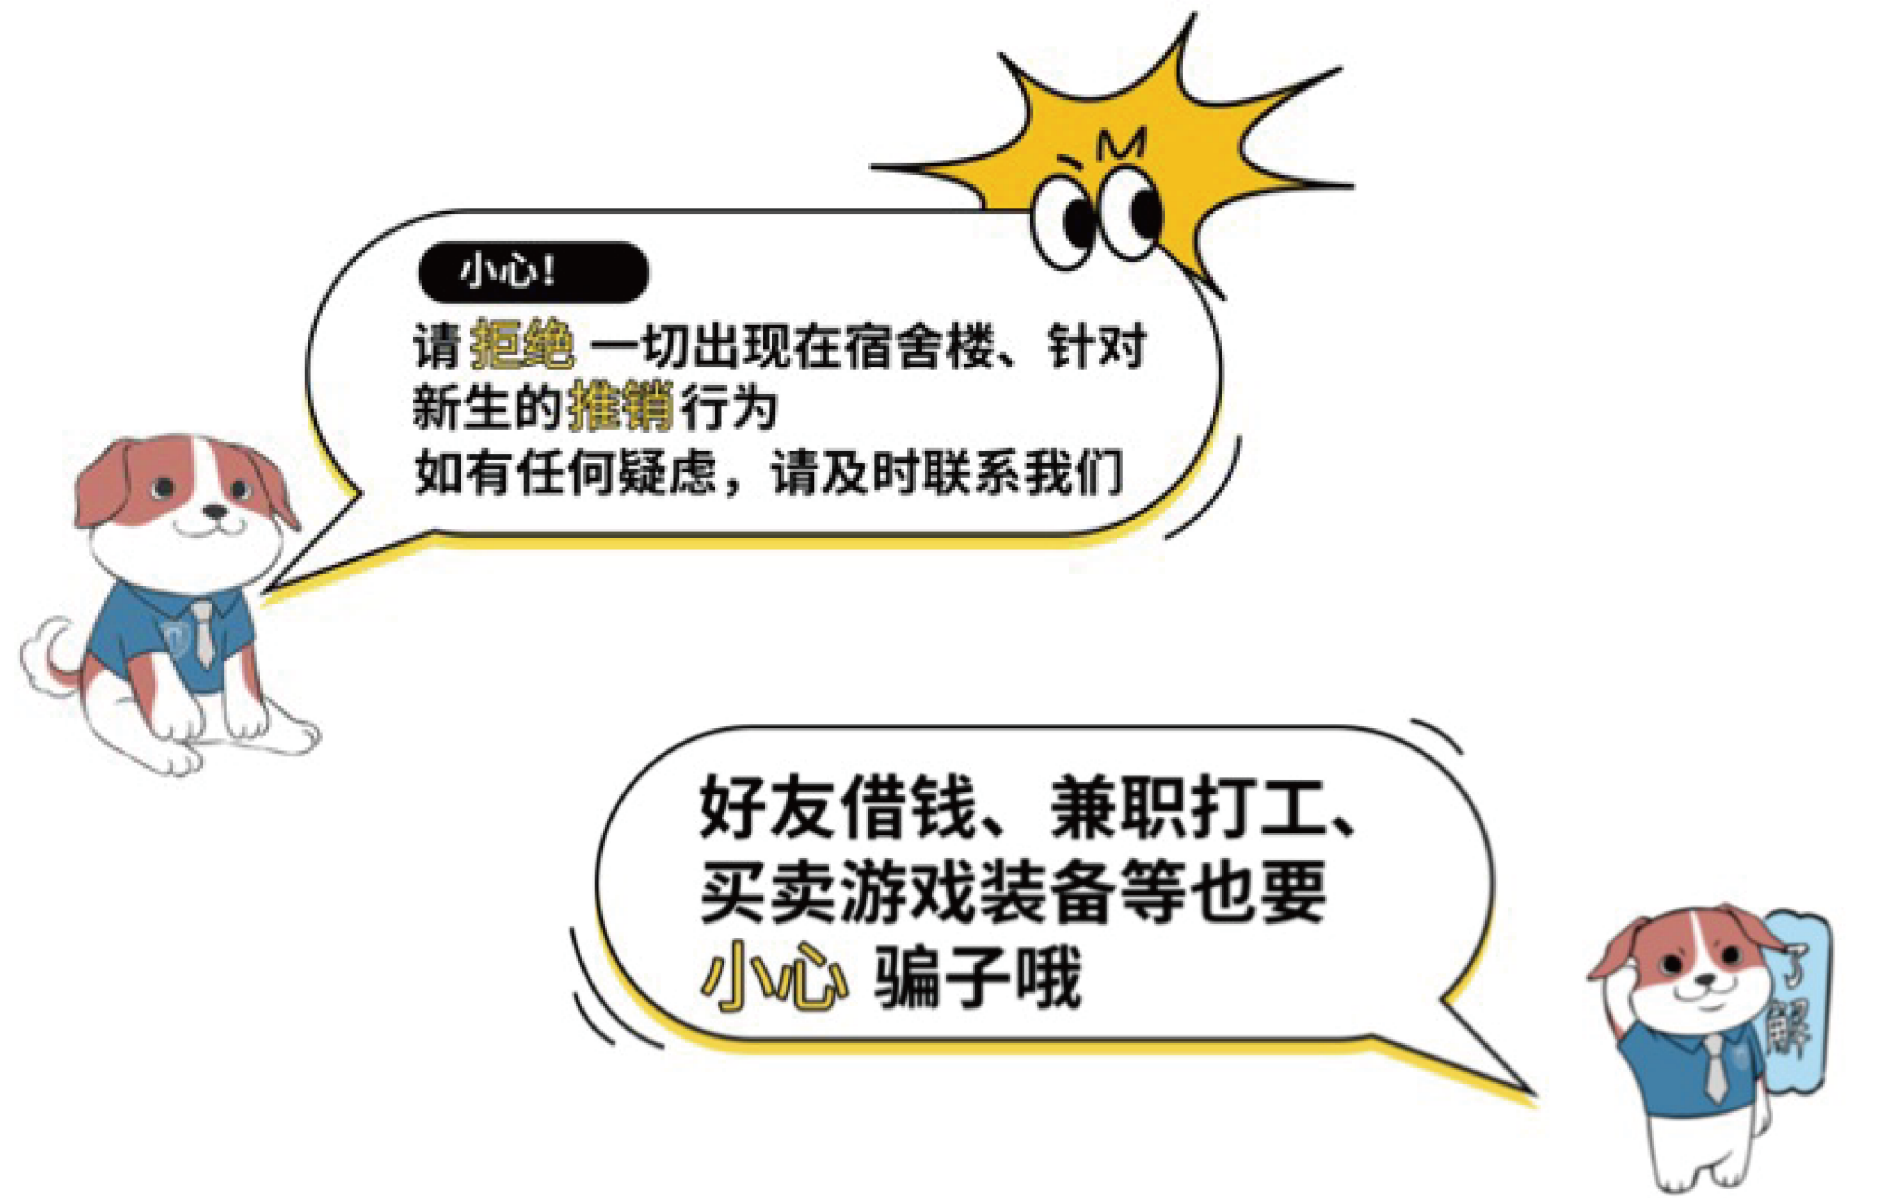 小心！
请拒绝一切出现在宿舍楼、针对
新生的推销行为
如有任何疑虑，请及时联系我们
好友借钱、兼职打工、
买卖游戏装备等也要
小心 骗子哦
了解